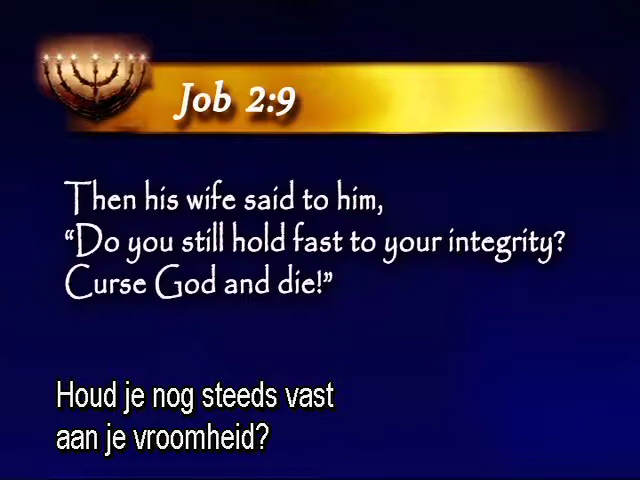 Job 2:9
Then his wife said to him,
“Do you still hold fast to your integrity?
Curse God and die!”
Houd je nog steeds vast
aan je vroomheid?